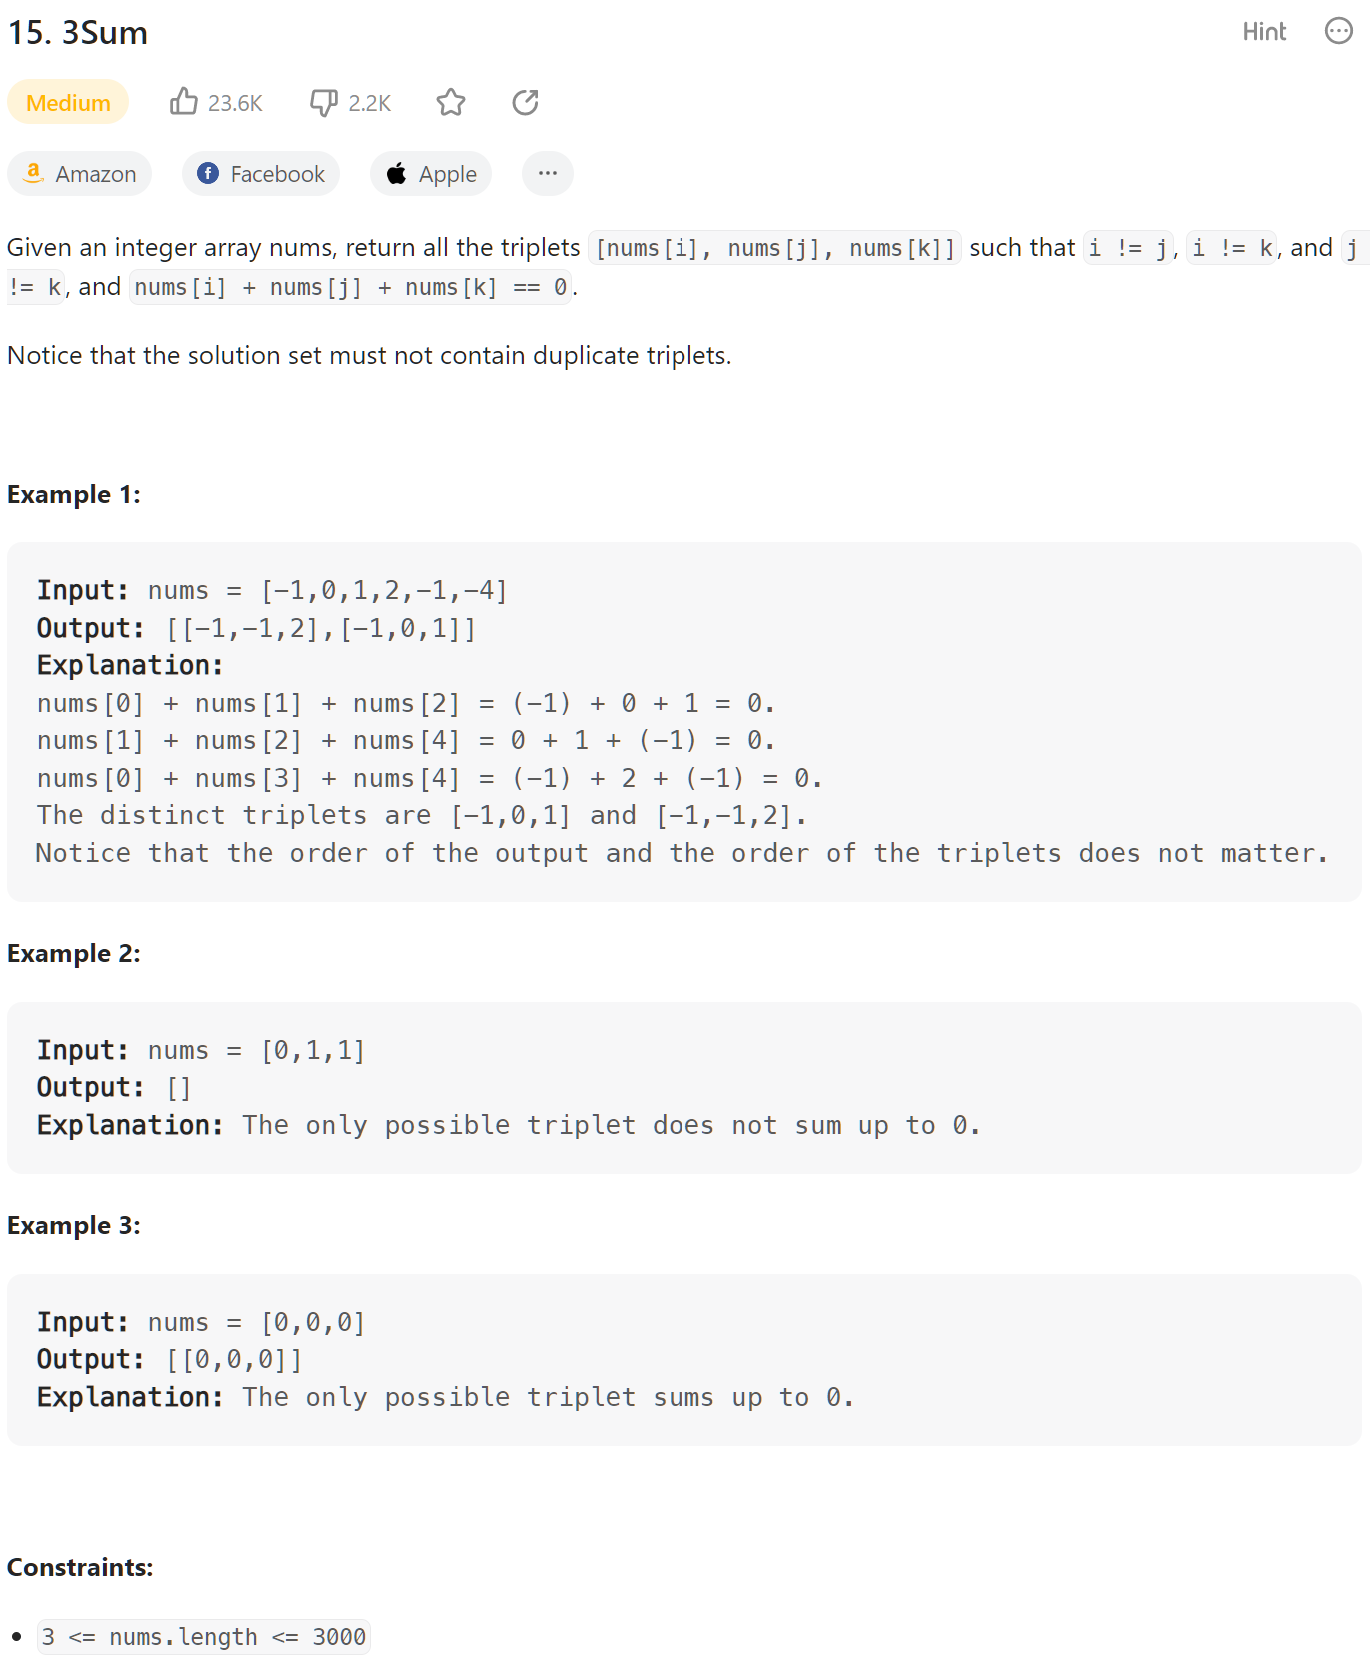 15. 3Sum
Hint
Medium 23.6K 2.2K
Amazon Facebook Apple ...
Given an integer array nums, return all the triplets [nums[i], nums[j], nums[k]] such that i != j, i != k, and j
!= k, and nums[i] + nums[j] + nums[k] == 0.
Notice that the solution set must not contain duplicate triplets.
Example 1:
Input: nums = [-1,0,1,2,-1,-4]
Output: [[-1,-1,2],[-1,0,1]]
Explanation:
nums[0] + nums[1] + nums[2] = (-1) + 0 + 1 = 0.
nums[1] + nums[2] + nums[4] = 0 + 1 + (-1) = 0.
nums[0] + nums[3] + nums[4] = (-1) + 2 + (-1) = 0.
The distinct triplets are [-1,0,1] and [-1,-1,2].
Notice that the order of the output and the order of the triplets does not matter.
Example 2:
Input: nums = [0,1,1]
Output: []
Explanation: The only possible triplet does not sum up to 0.
Example 3:
Input: nums = [0,0,0]
Output: [[0,0,0]]
Explanation: The only possible triplet sums up to 0.
Constraints:
• 3 <= nums.length <= 3000